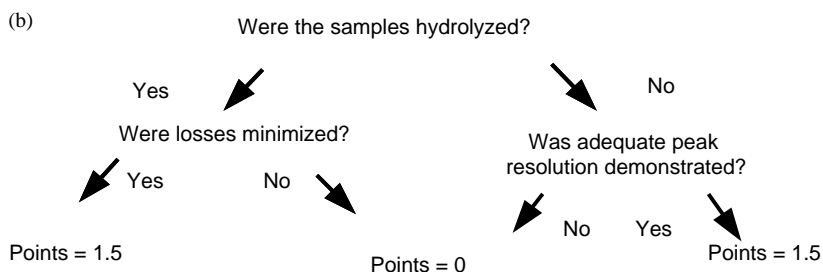 (b)
Were the samples hydrolyzed?
Yes
No
Were losses minimized?
Was adequate peak
resolution demonstrated?
Yes
No
No
Yes
Points = 1.5
Points = 0
Points = 1.5